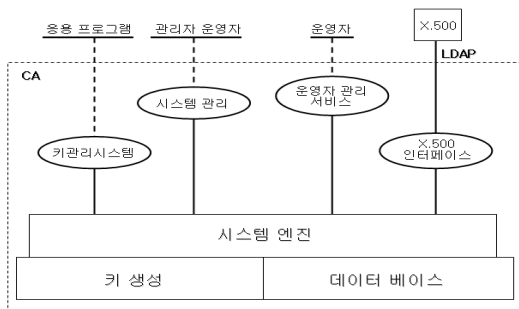 응용 프로그램
관리자 운영자
운영자
X.500
LDAP
CA
시스템 관리
운영자 관리
서비스
키관리시스템
X.500
인터페이스
시스템 엔진
키 생성
데이터 베이스